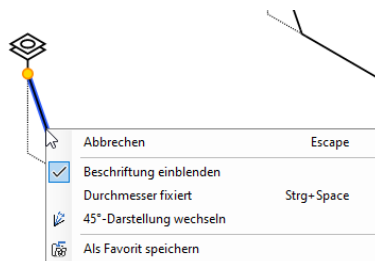 Abbrechen Escape
Beschriftung einblenden
Durchmesser fixiert Strg+Space
45°-Darstellung wechseln
Als Favorit speichern